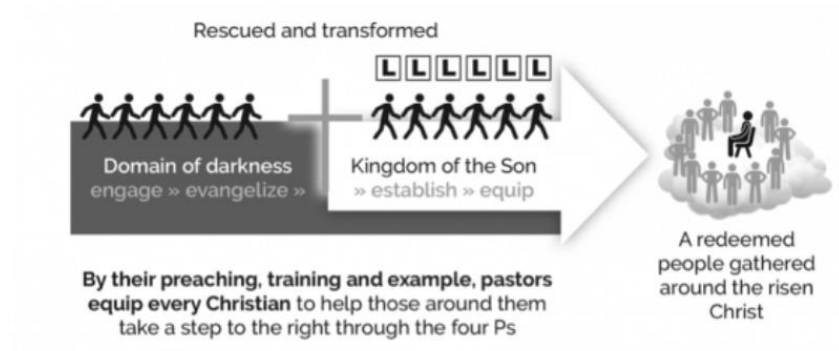 Rescued and transformed
L L L L L L
Domain of darkness
engage » evangelize »
Kingdom of the Son
» establish » equip
A redeemed
people gathered
around the risen
Christ
By their preaching, training and example, pastors
equip every Christian to help those around them
take a step to the right through the four Ps